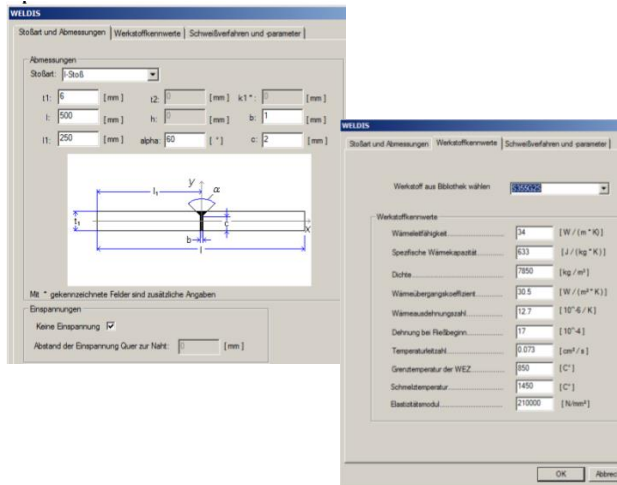 WELDIS
Stoßart und Abmessungen Werkstoffkennwerte Schweißverfahren und -parameter
Abmessungen
Stoßart: I-Stoß
t1: 6 [mm] t2: 0 [mm] k1*: 0 [mm]
l: 500 [mm] h: 0 [mm] b: 1 [mm]
l1: 250 [mm] alpha: 60 [°] c: 2 [mm]
y
l₁ α
t₁ c
X
b
l
Mit * gekennzeichnete Felder sind zusätzliche Angaben
Einspannungen
Keine Einspannung
Abstand der Einspannung Quer zur Naht: 0 [mm]
WELDIS
Stoßart und Abmessungen Werkstoffkennwerte Schweißverfahren und -parameter
Werkstoff aus Bibliothek wählen
Werkstoffkennwerte
Wärmeleitfähigkeit 34 [W/(m*K)]
Spezifische Wärmekapazität 633 [J/(kg*K)]
Dichte 7850 [kg/m³]
Wärmeübergangskoeffizient 30.5 [W/(m²*K)]
Wärmeausdehnungszahl 12.7 [10^-6/K]
Dehnung bei Fließbeginn 17 [10^-4]
Temperaturleitzahl 0.073 [cm²/s]
Grenztemperatur der WEZ 850 [C°]
Schmelztemperatur 1450 [C°]
Elastizitätsmodul 210000 [N/mm²]
OK Abbrec